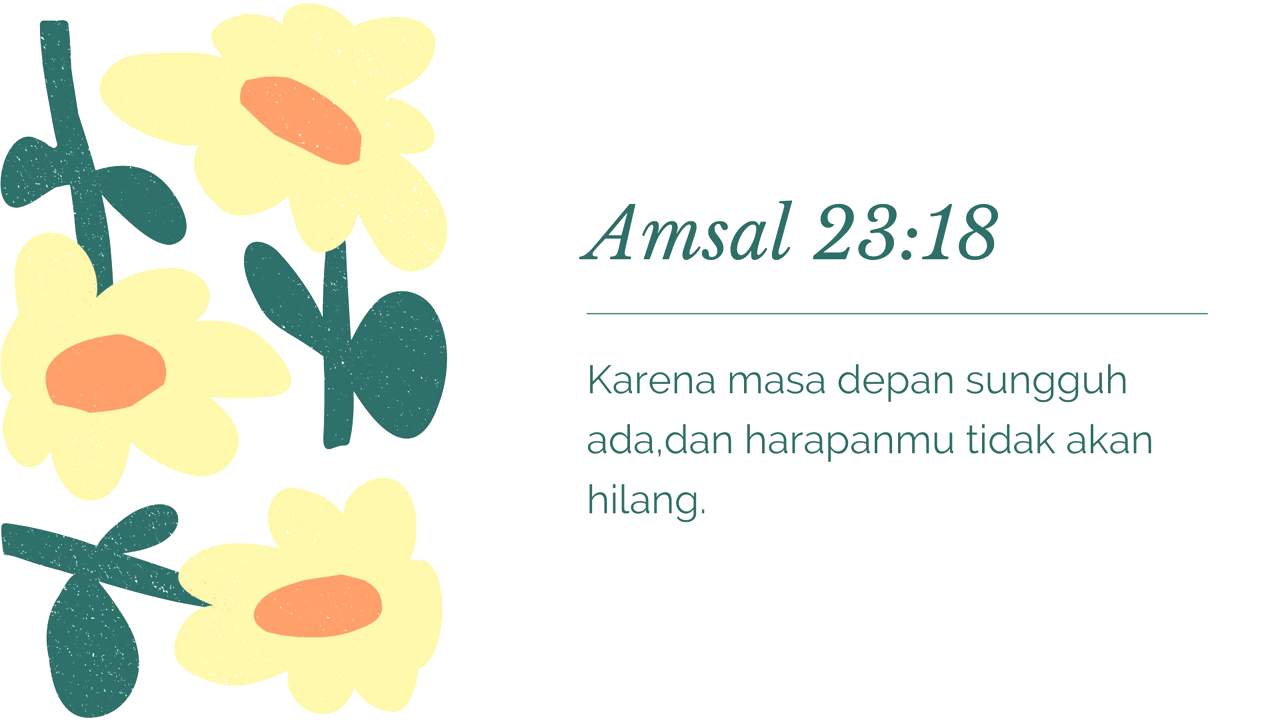 Amsal 23:18
Karena masa depan sungguh
ada,dan harapanmu tidak akan
hilang.